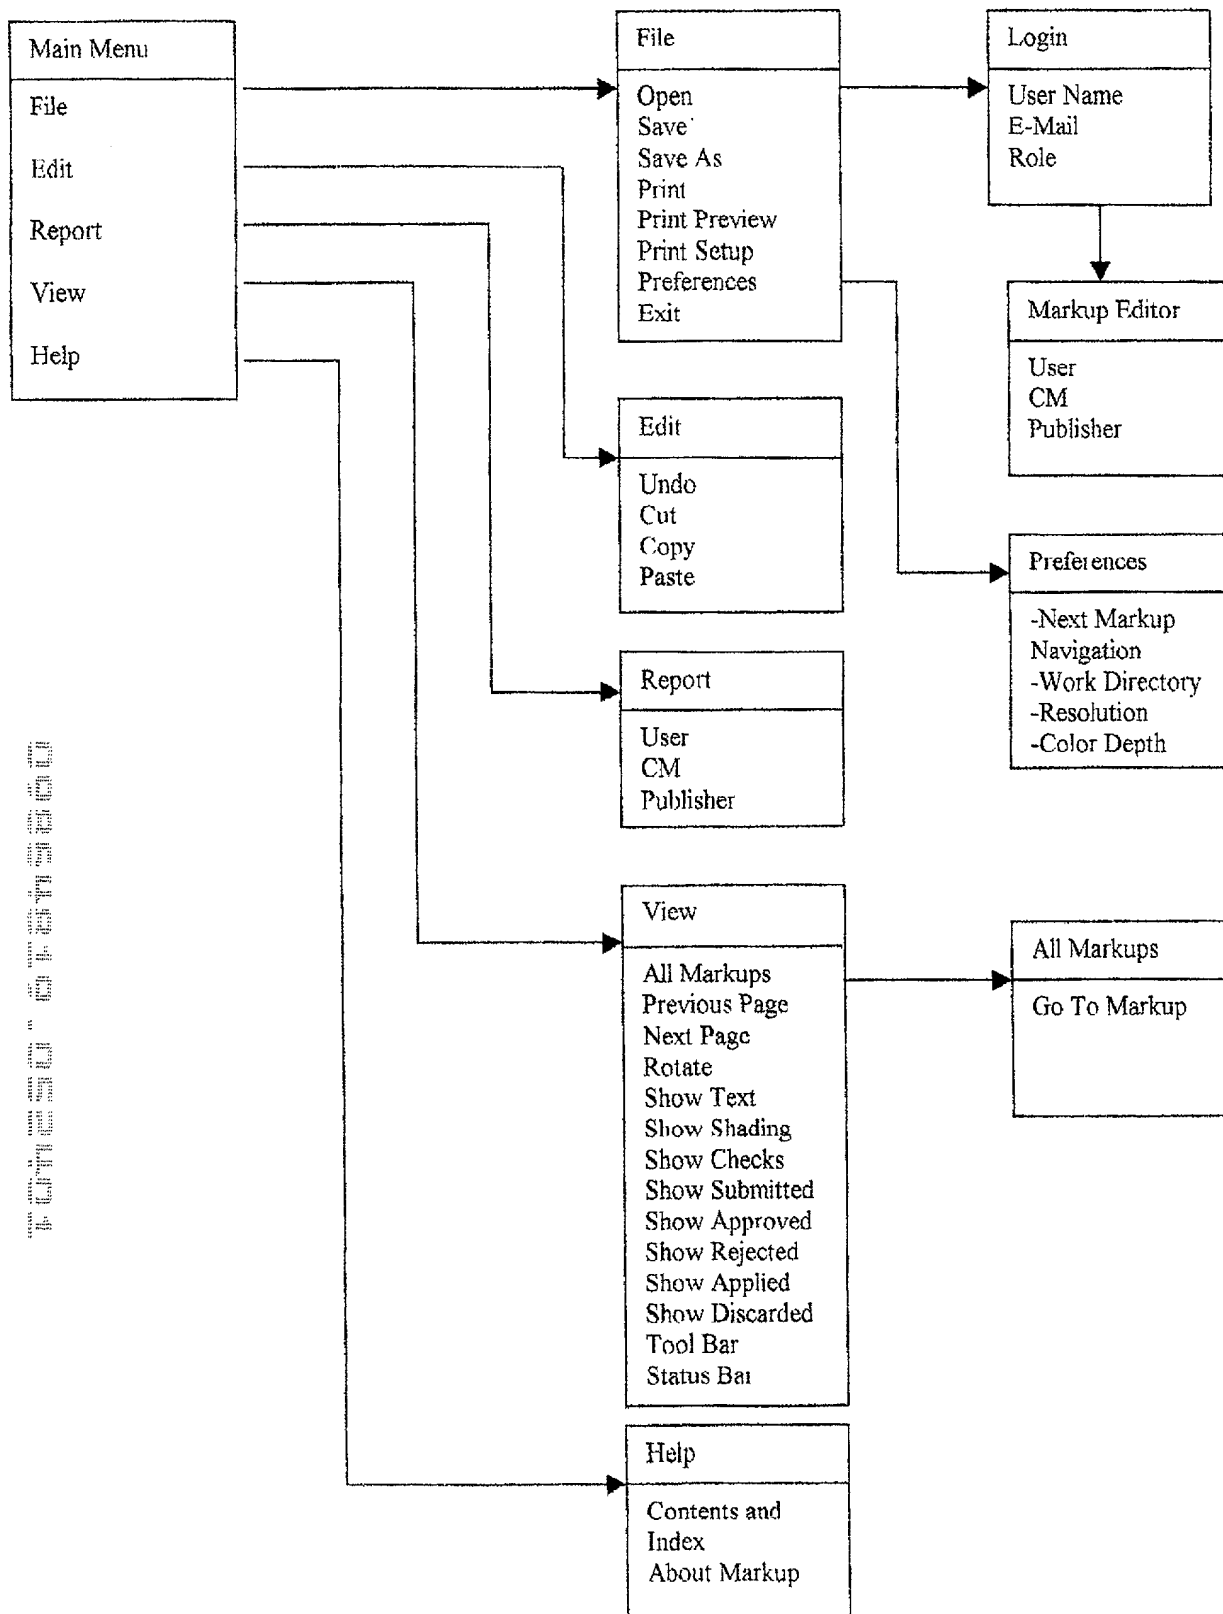 Main Menu
File
Edit
Report
View
Help
File
Open
Save
Save As
Print
Print Preview
Print Setup
Preferences
Exit
Login
User Name
E-Mail
Role
Markup Editor
User
CM
Publisher
Edit
Undo
Cut
Copy
Paste
Preferences
-Next Markup
Navigation
-Work Directory
-Resolution
-Color Depth
Report
User
CM
Publisher
View
All Markups
Previous Page
Next Page
Rotate
Show Text
Show Shading
Show Checks
Show Submitted
Show Approved
Show Rejected
Show Applied
Show Discarded
Tool Bar
Status Bar
All Markups
Go To Markup
Help
Contents and
Index
About Markup